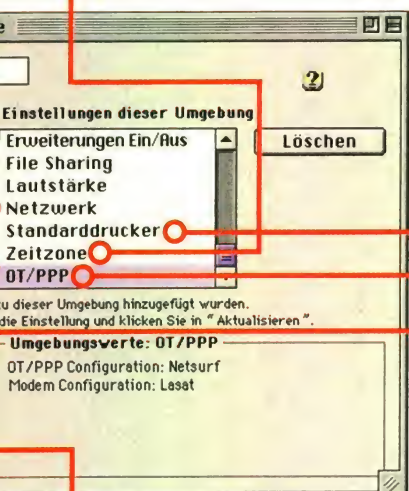 e
Einstellungen dieser Umgebung
Erweiterungen Ein/Aus
Löschen
File Sharing
Lautstärke
Netzwerk
Standarddrucker
Zeitzone
OT/PPP
zu dieser Umgebung hinzugefügt wurden.
die Einstellung und klicken Sie in "Aktualisieren".
Umgebungswerte: OT/PPP
OT/PPP Configuration: Netsurf
Modem Configuration: Lasat